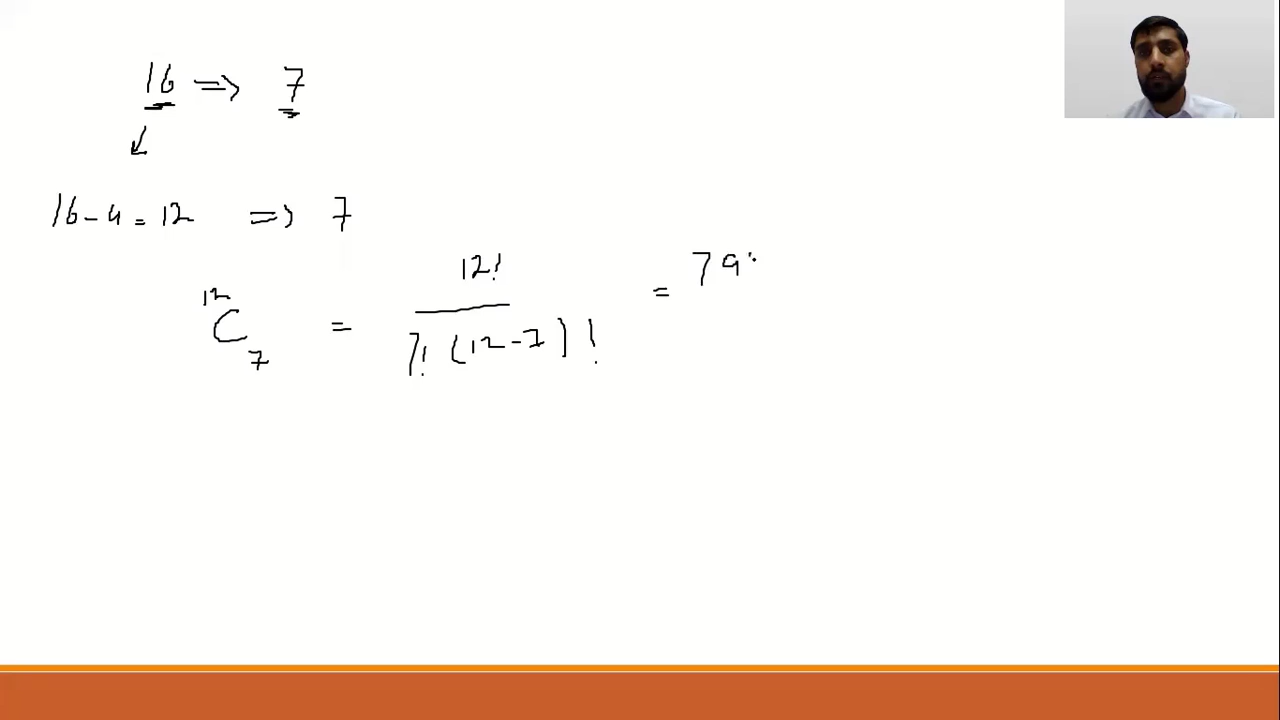 16 => 7
16 - 4 = 12 => 7
12C7 = 12! / 7! (12-7)! = 79